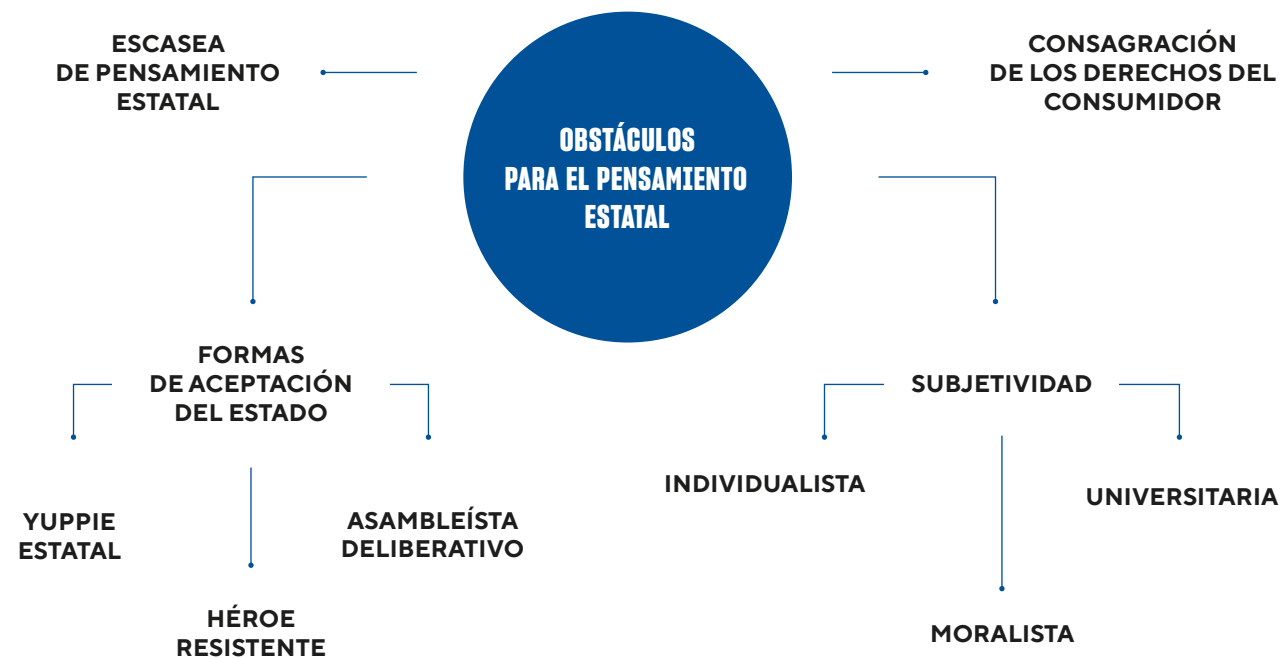 ESCASEA
DE PENSAMIENTO
ESTATAL
OBSTÁCULOS
PARA EL PENSAMIENTO
ESTATAL
CONSAGRACIÓN
DE LOS DERECHOS DEL
CONSUMIDOR
FORMAS
DE ACEPTACIÓN
DEL ESTADO
YUPPIE
ESTATAL
HÉROE
RESISTENTE
ASAMBLEÍSTA
DELIBERATIVO
SUBJETIVIDAD
INDIVIDUALISTA
MORALISTA
UNIVERSITARIA